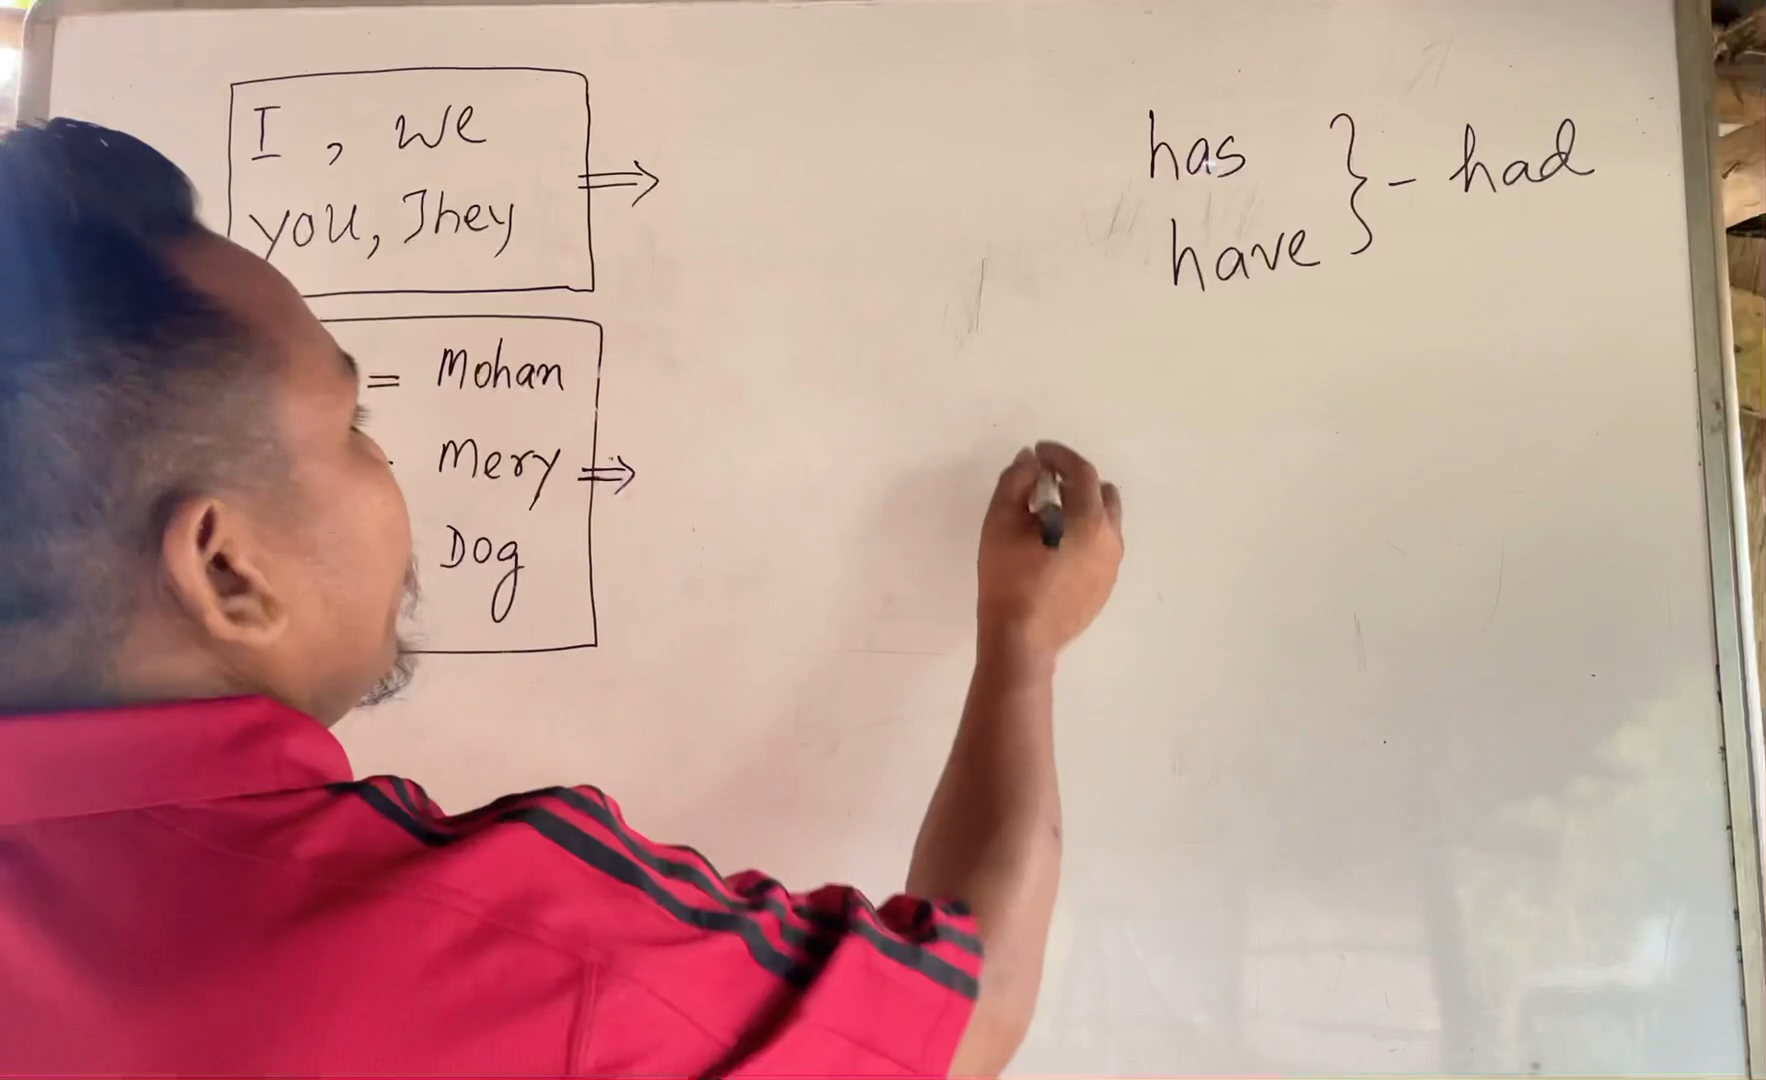 I, we
you, They
= Mohan
Mery
Dog
has
have } - had